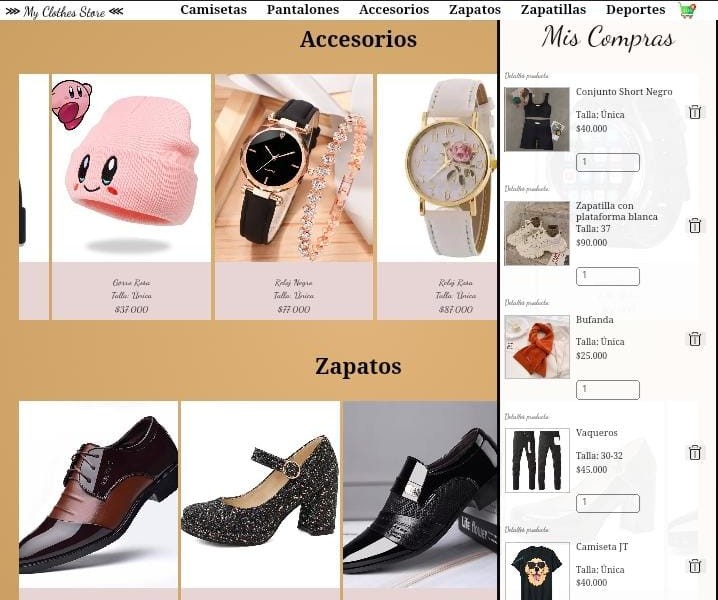 ⋙ My Clothes Store ⋘
Camisetas
Pantalones
Accesorios
Zapatos
Zapatillas
Deportes
Accesorios
Gorro Rosa
Talla: Única
$37.000
Reloj Negro
Talla: Única
$77.000
Reloj Rosa
Talla: Única
$87.000
Zapatos
Mis Compras
Detalles producto:
Conjunto Short Negro
Talla: Única
$40.000
1
Detalles producto:
Zapatilla con
plataforma blanca
Talla: 37
$90.000
1
Detalles producto:
Bufanda
Talla: Única
$25.000
1
Detalles producto:
Vaqueros
Talla: 30-32
$45.000
1
Detalles producto:
Camiseta JT
Talla: Única
$40.000